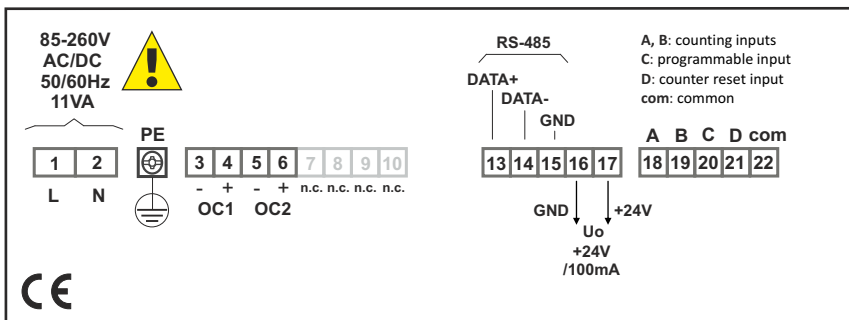 85-260V
AC/DC
50/60Hz
11VA
PE
1 2
3 4 5 6 7 8 9 10
L N
- + - + n.c. n.c. n.c. n.c.
OC1 OC2
RS-485
DATA+
DATA-
GND
13 14 15 16 17
GND +24V
Uo
+24V
/100mA
A, B: counting inputs
C: programmable input
D: counter reset input
com: common
A B C D com
18 19 20 21 22
CE